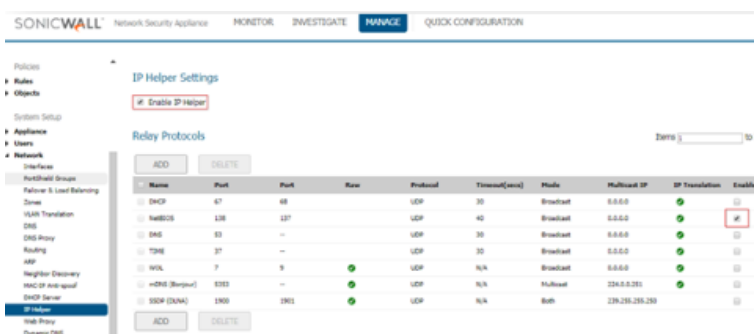 SONICWALL Network Security Appliance MONITOR INVESTIGATE MANAGE QUICK CONFIGURATION
Policies
Rules
Objects
System Setup
Appliance
Users
Network
Interfaces
PortShield Groups
Failover & Load Balancing
Zones
VLAN Translation
DNS
DNS Proxy
Routing
ARP
Neighbor Discovery
MAC-IP Anti-spoof
DHCP Server
IP Helper
Web Proxy
Dynamic DNS
IP Helper Settings
Enable IP Helper
Relay Protocols Items 1 to
ADD DELETE
Name Port Port Raw Protocol Timeout(secs) Mode Multicast IP IP Translation Enable
DHCP 67 68 UDP 30 Broadcast 0.0.0.0
NetBIOS 138 137 UDP 40 Broadcast 0.0.0.0
DNS 53 -- UDP 30 Broadcast 0.0.0.0
TIME 37 -- UDP 30 Broadcast 0.0.0.0
WOL 7 9 UDP N/A Broadcast 0.0.0.0
mDNS (Bonjour) 5353 -- UDP N/A Multicast 224.0.0.251
SSDP (DLNA) 1900 1901 UDP N/A Both 239.255.255.250
ADD DELETE